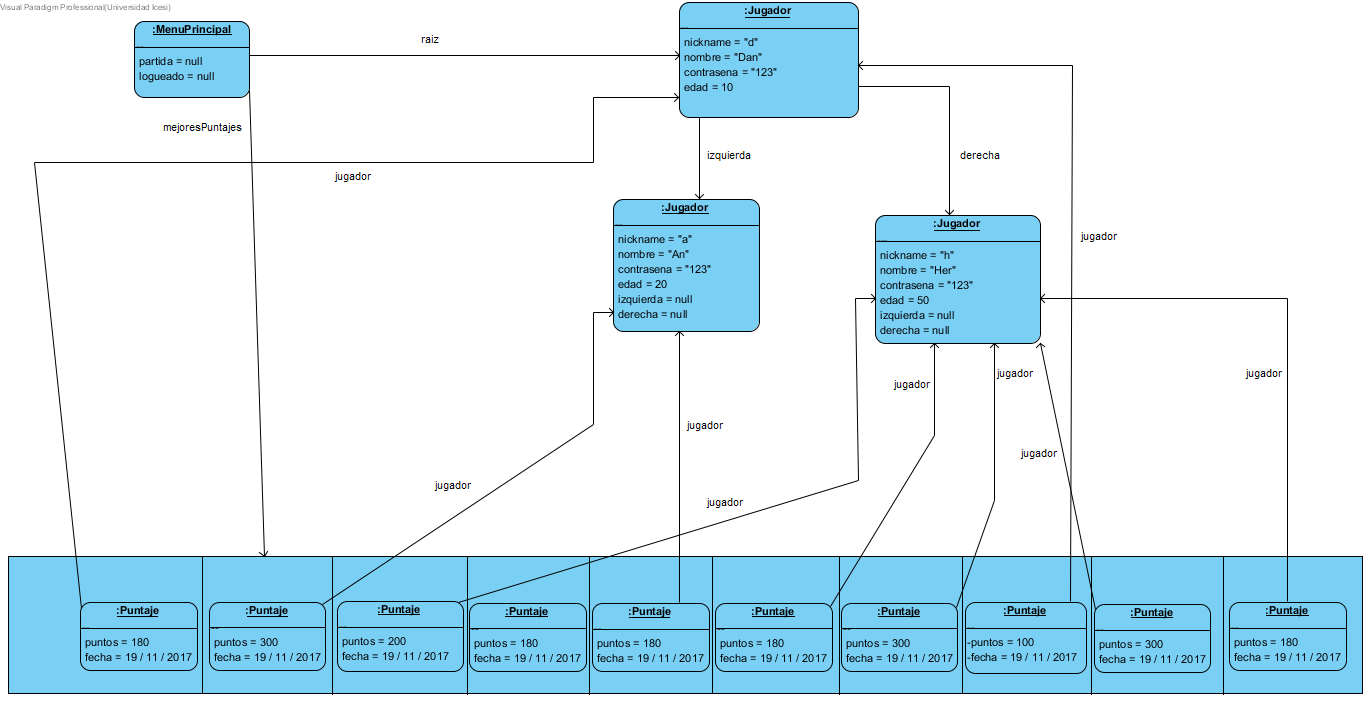 Visual Paradigm Professional(Universidad Icesi)
:MenuPrincipal
partida = null
logueado = null
raiz
:Jugador
nickname = "d"
nombre = "Dan"
contrasena = "123"
edad = 10
mejoresPuntajes
jugador
izquierda
derecha
:Jugador
nickname = "a"
nombre = "An"
contrasena = "123"
edad = 20
izquierda = null
derecha = null
:Jugador
nickname = "h"
nombre = "Her"
contrasena = "123"
edad = 50
izquierda = null
derecha = null
jugador
jugador
jugador
jugador
jugador
jugador
jugador
jugador
:Puntaje
puntos = 180
fecha = 19 / 11 / 2017
:Puntaje
puntos = 300
fecha = 19 / 11 / 2017
:Puntaje
puntos = 200
fecha = 19 / 11 / 2017
:Puntaje
puntos = 180
fecha = 19 / 11 / 2017
:Puntaje
puntos = 180
fecha = 19 / 11 / 2017
:Puntaje
puntos = 180
fecha = 19 / 11 / 2017
:Puntaje
puntos = 300
fecha = 19 / 11 / 2017
:Puntaje
-puntos = 100
-fecha = 19 / 11 / 2017
:Puntaje
puntos = 300
fecha = 19 / 11 / 2017
:Puntaje
puntos = 180
fecha = 19 / 11 / 2017